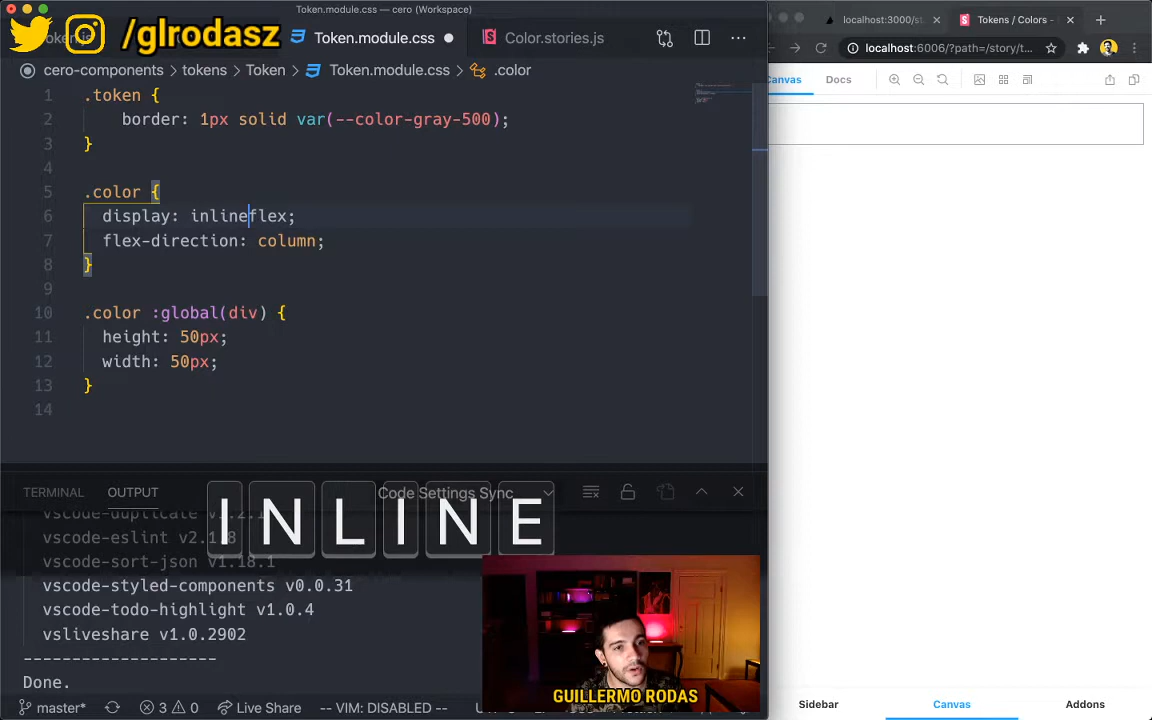 Token.module.css — cero (Workspace)
/glrodasz
Token.module.css
Color.stories.js
cero-components > tokens > Token > Token.module.css > .color
1 .token {
2 border: 1px solid var(--color-gray-500);
3 }
4
5 .color {
6 display: inlineflex;
7 flex-direction: column;
8 }
9
10 .color :global(div) {
11 height: 50px;
12 width: 50px;
13 }
14
TERMINAL OUTPUT Code Settings Sync
INLINE
vscode-duplicate v1.2.1
vscode-eslint
vscode-sort-json v1.18.1
vscode-styled-components v0.0.31
vscode-todo-highlight v1.0.4
vsliveshare v1.0.2902
--------------------
Done.
GUILLERMO RODAS
master* 3 0 Live Share -- VIM: DISABLED --
localhost:3000/st
Tokens / Colors -
localhost:6006/?path=/story/t...
Canvas Docs
Sidebar Canvas Addons